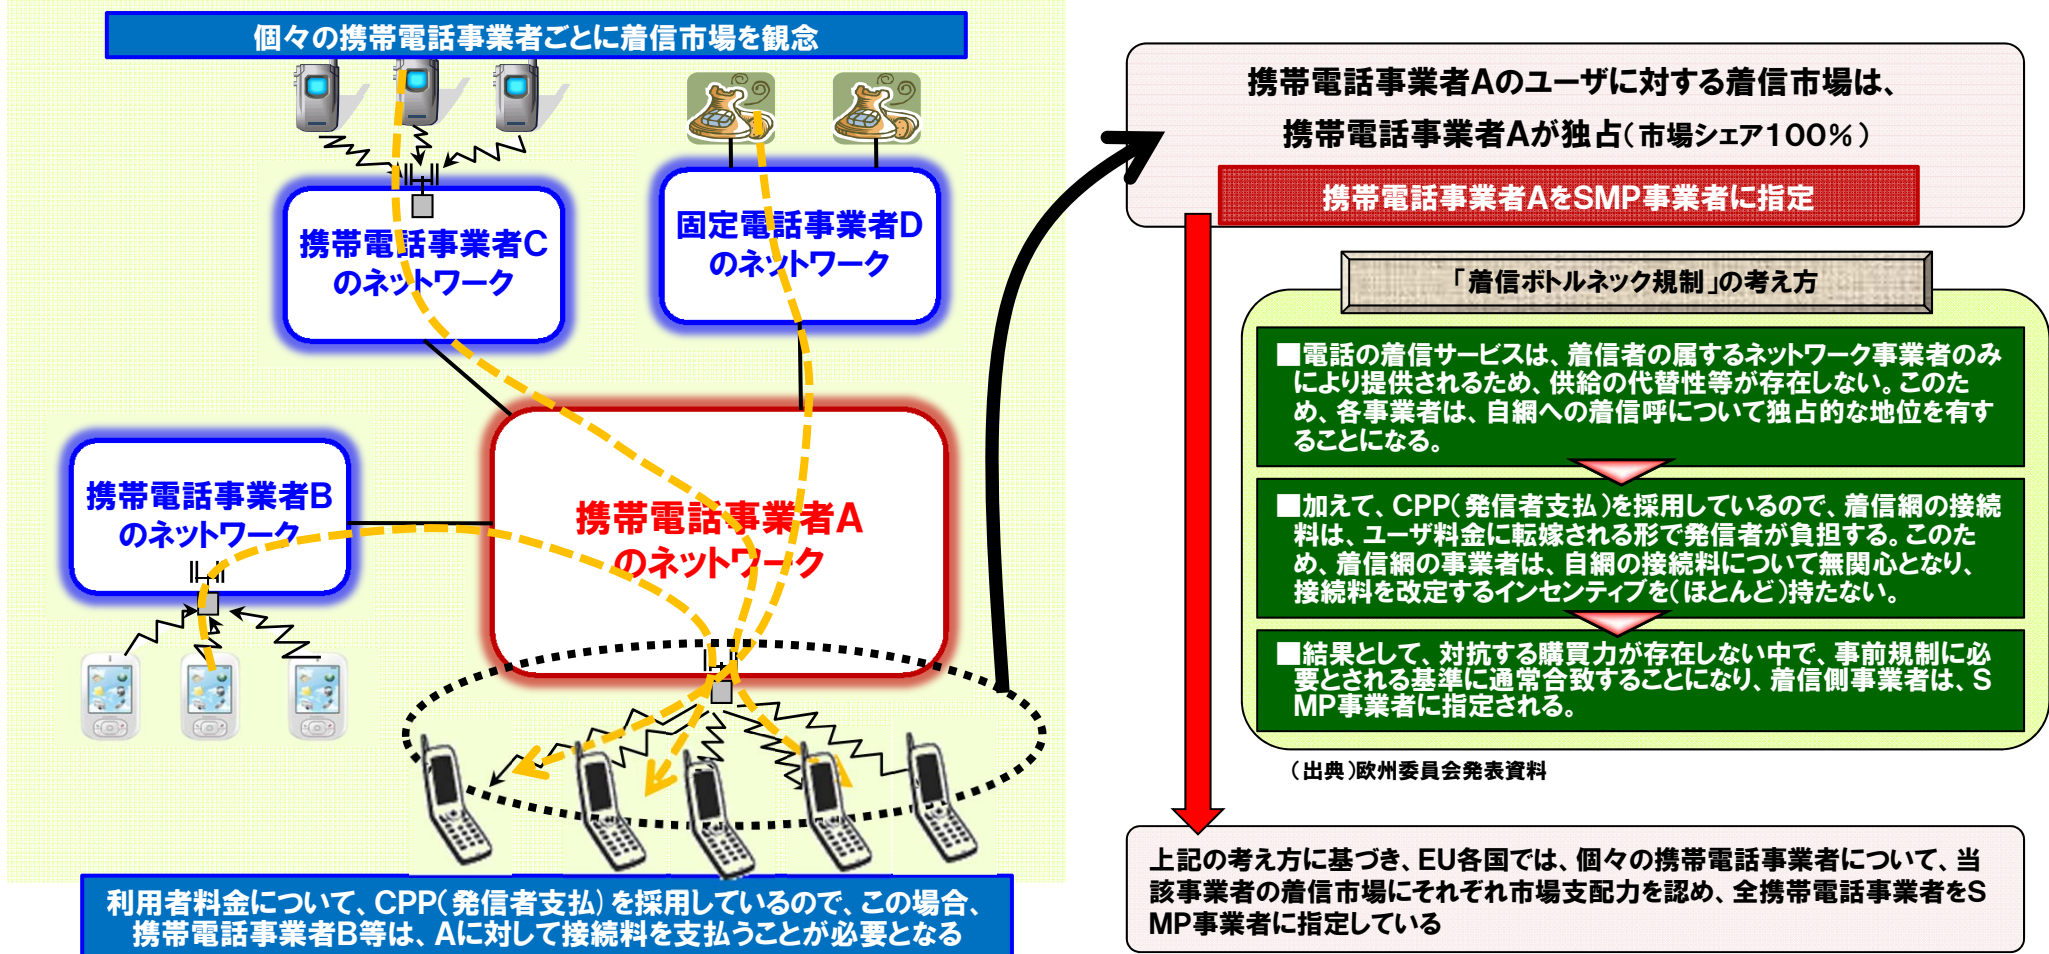 個々の携帯電話事業者ごとに着信市場を観念
携帯電話事業者C
のネットワーク
固定電話事業者D
のネットワーク
携帯電話事業者B
のネットワーク
携帯電話事業者A
のネットワーク
利用者料金について、CPP(発信者支払)を採用しているので、この場合、
携帯電話事業者B等は、Aに対して接続料を支払うことが必要となる
携帯電話事業者Aのユーザに対する着信市場は、
携帯電話事業者Aが独占(市場シェア100%)
携帯電話事業者AをSMP事業者に指定
「着信ボトルネック規制」の考え方
■電話の着信サービスは、着信者の属するネットワーク事業者のみ
により提供されるため、供給の代替性等が存在しない。このた
め、各事業者は、自網への着信呼について独占的な地位を有す
ることになる。
■加えて、CPP(発信者支払)を採用しているので、着信網の接続
料は、ユーザ料金に転嫁される形で発信者が負担する。このた
め、着信網の事業者は、自網の接続料について無関心となり、
接続料を改定するインセンティブを(ほとんど)持たない。
■結果として、対抗する購買力が存在しない中で、事前規制に必
要とされる基準に通常合致することになり、着信側事業者は、S
MP事業者に指定される。
(出典)欧州委員会発表資料
上記の考え方に基づき、EU各国では、個々の携帯電話事業者について、当
該事業者の着信市場にそれぞれ市場支配力を認め、全携帯電話事業者をS
MP事業者に指定している